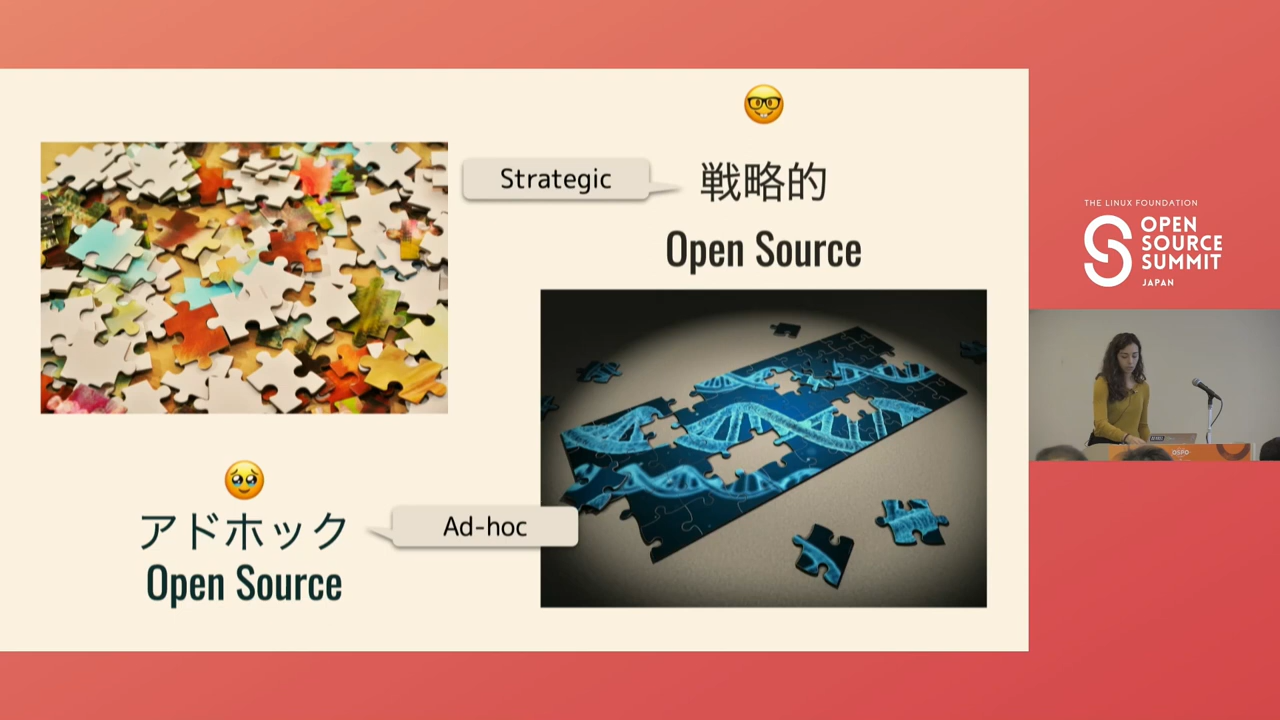 Strategic
戦略的
Open Source
Ad-hoc
アドホック
Open Source
THE LINUX FOUNDATION
OPEN
SOURCE
SUMMIT
JAPAN
OSPO